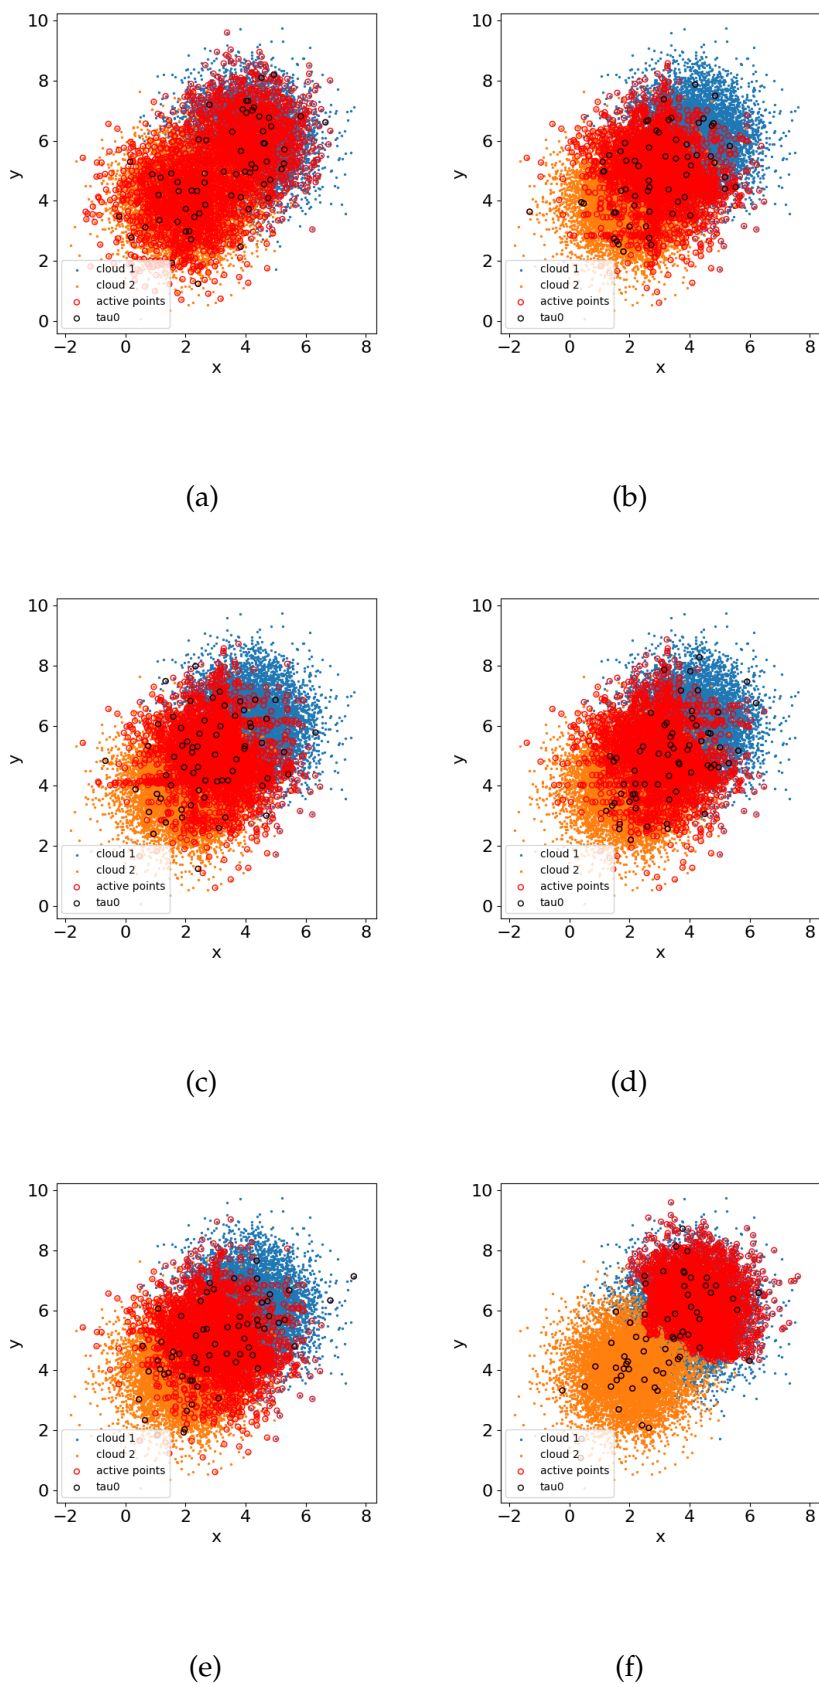 10
8
6
4
2
0
y
−2 0 2 4 6 8
x
cloud 1
cloud 2
active points
tau0
(a)
10
8
6
4
2
0
y
−2 0 2 4 6 8
x
cloud 1
cloud 2
active points
tau0
(b)
10
8
6
4
2
0
y
−2 0 2 4 6 8
x
cloud 1
cloud 2
active points
tau0
(c)
10
8
6
4
2
0
y
−2 0 2 4 6 8
x
cloud 1
cloud 2
active points
tau0
(d)
10
8
6
4
2
0
y
−2 0 2 4 6 8
x
cloud 1
cloud 2
active points
tau0
(e)
10
8
6
4
2
0
y
−2 0 2 4 6 8
x
cloud 1
cloud 2
active points
tau0
(f)